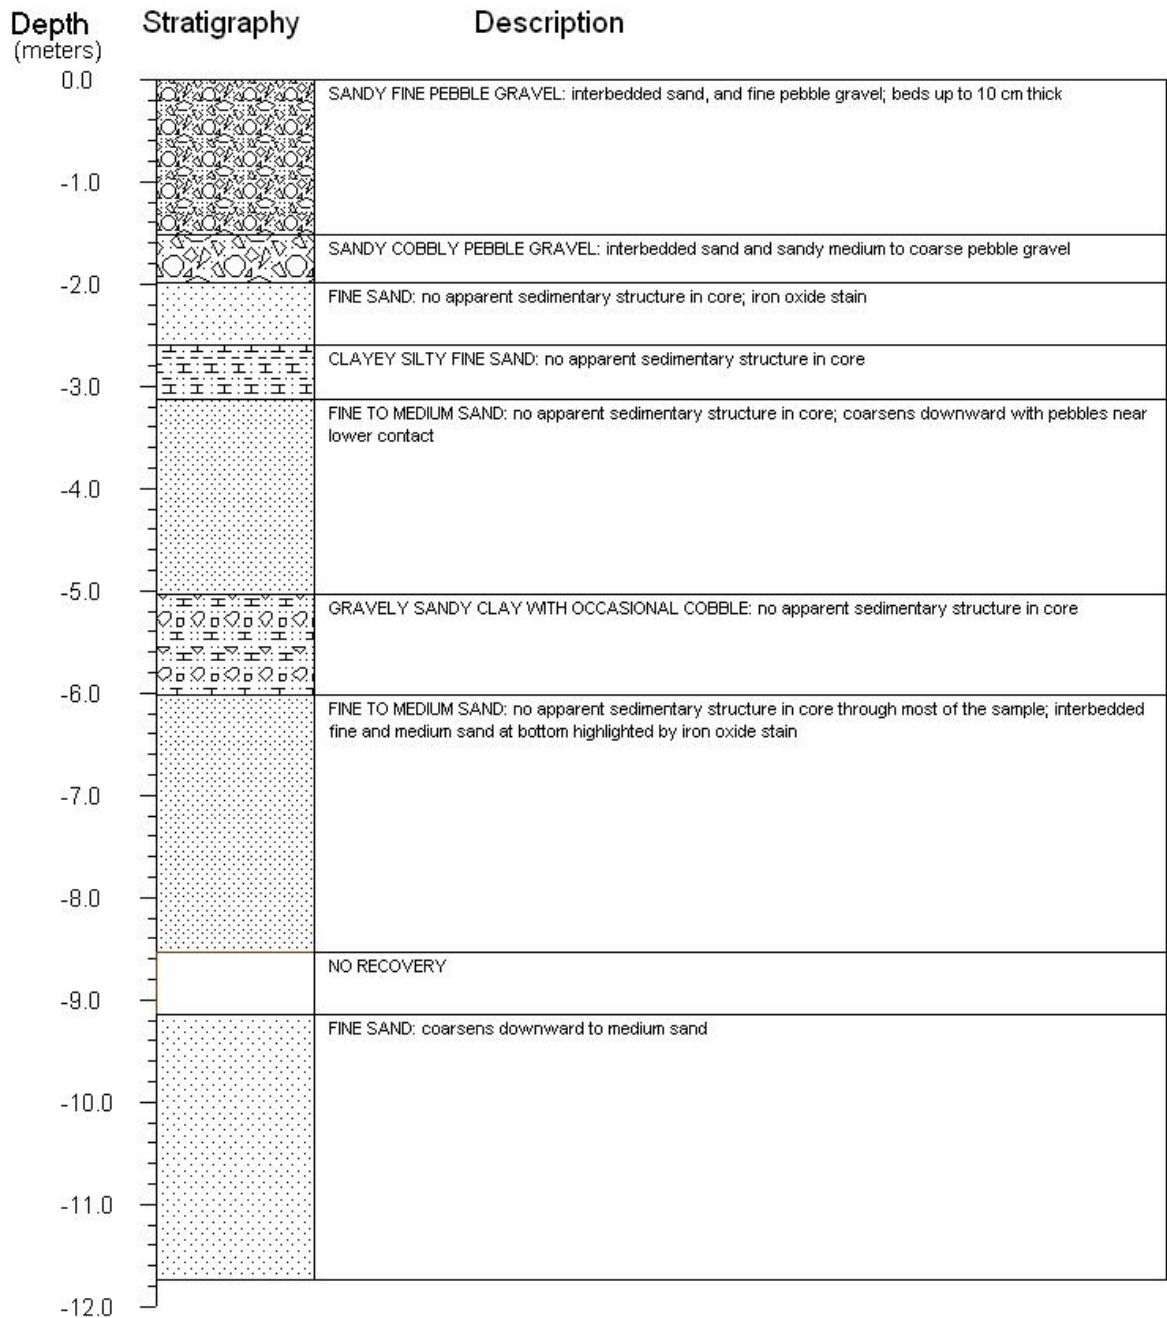 Depth Stratigraphy Description
(meters)
0.0
SANDY FINE PEBBLE GRAVEL: interbedded sand, and fine pebble gravel; beds up to 10 cm thick
-1.0
SANDY COBBLY PEBBLE GRAVEL: interbedded sand and sandy medium to coarse pebble gravel
-2.0
FINE SAND: no apparent sedimentary structure in core; iron oxide stain
CLAYEY SILTY FINE SAND: no apparent sedimentary structure in core
-3.0
FINE TO MEDIUM SAND: no apparent sedimentary structure in core; coarsens downward with pebbles near
lower contact
-4.0
-5.0
GRAVELY SANDY CLAY WITH OCCASIONAL COBBLE: no apparent sedimentary structure in core
-6.0
FINE TO MEDIUM SAND: no apparent sedimentary structure in core through most of the sample; interbedded
fine and medium sand at bottom highlighted by iron oxide stain
-7.0
-8.0
NO RECOVERY
-9.0
FINE SAND: coarsens downward to medium sand
-10.0
-11.0
-12.0